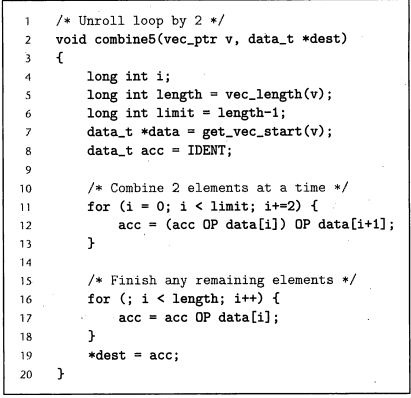 1 /* Unroll loop by 2 */
2 void combine5(vec_ptr v, data_t *dest)
3 {
4 long int i;
5 long int length = vec_length(v);
6 long int limit = length-1;
7 data_t *data = get_vec_start(v);
8 data_t acc = IDENT;
9
10 /* Combine 2 elements at a time */
11 for (i = 0; i < limit; i+=2) {
12 acc = (acc OP data[i]) OP data[i+1];
13 }
14
15 /* Finish any remaining elements */
16 for (; i < length; i++) {
17 acc = acc OP data[i];
18 }
19 *dest = acc;
20 }